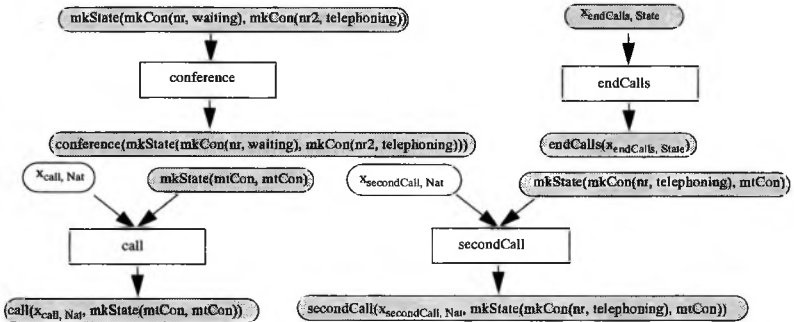 mkState(mkCon(nr, waiting), mkCon(nr2, telephoning))
xendCalls, State
conference
endCalls
conference(mkState(mkCon(nr, waiting), mkCon(nr2, telephoning)))
endCalls(xendCalls, State)
xcall, Nat
mkState(mtCon, mtCon)
xsecondCall, Nat
mkState(mkCon(nr, telephoning), mtCon)
call
secondCall
call(xcall, Nat, mkState(mtCon, mtCon))
secondCall(xsecondCall, Nat, mkState(mkCon(nr, telephoning), mtCon))